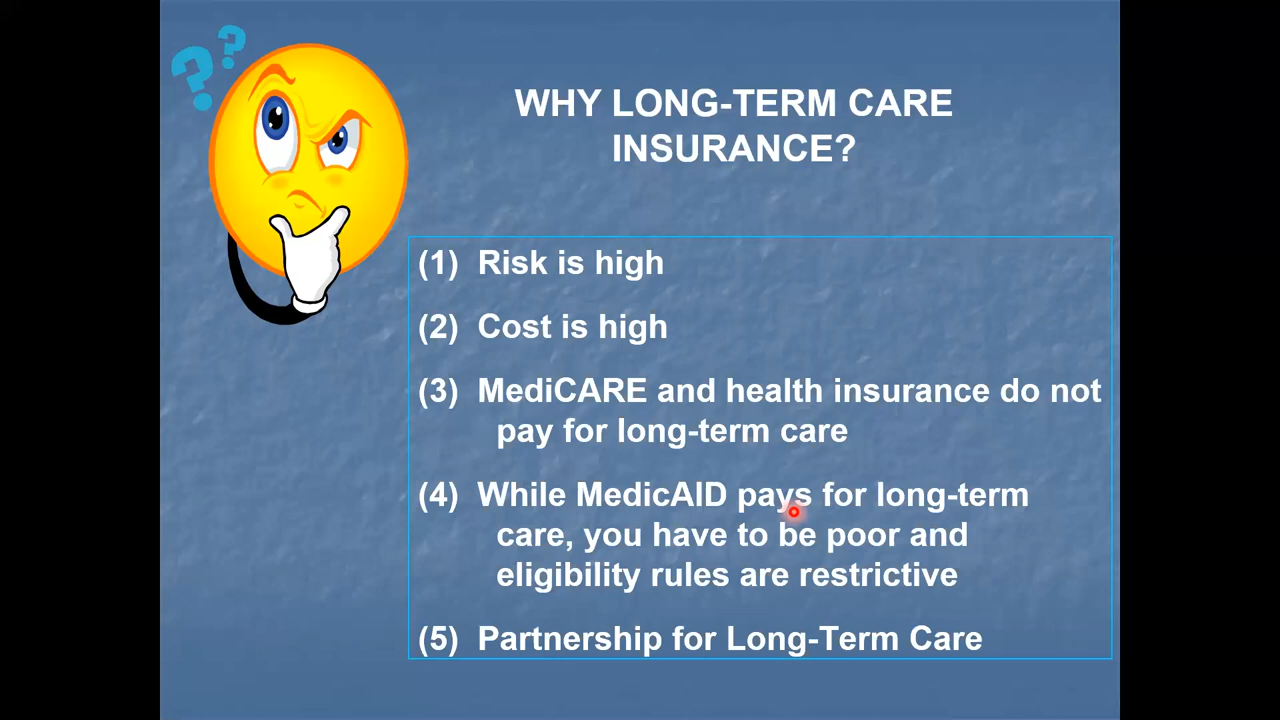 ? ?
WHY LONG-TERM CARE
INSURANCE?
(1) Risk is high
(2) Cost is high
(3) MediCARE and health insurance do not
pay for long-term care
(4) While MedicAID pays for long-term
care, you have to be poor and
eligibility rules are restrictive
(5) Partnership for Long-Term Care